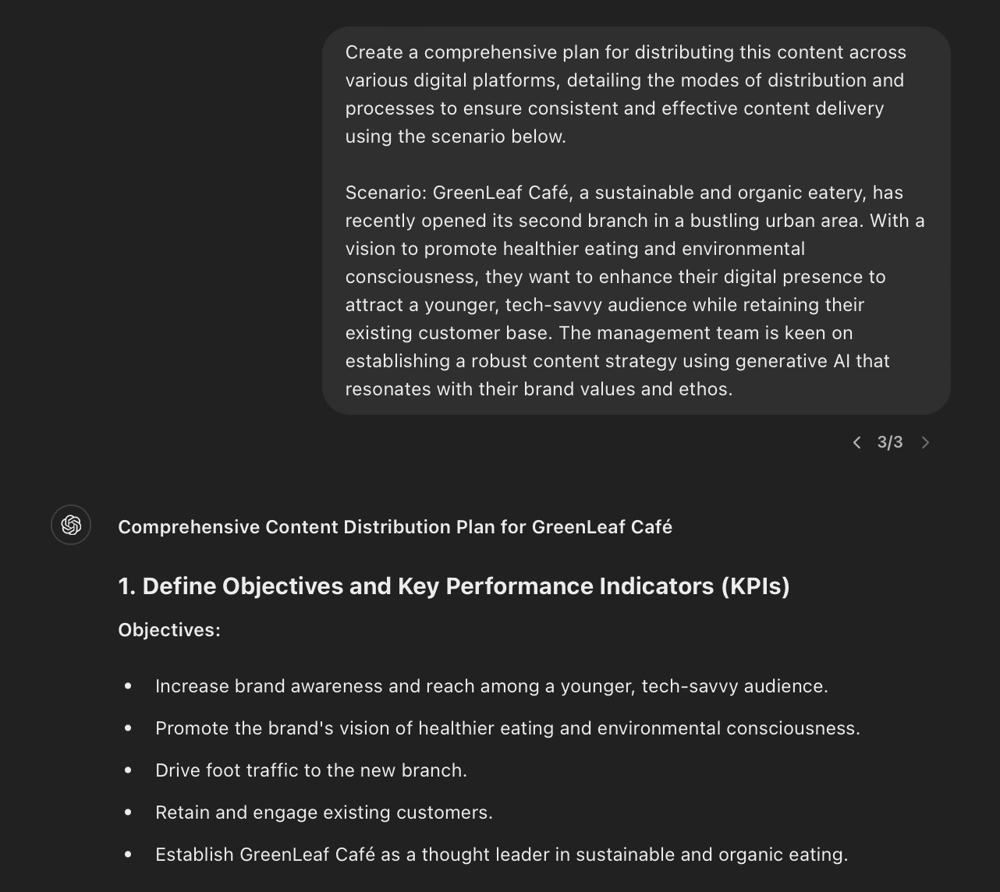 Create a comprehensive plan for distributing this content across
various digital platforms, detailing the modes of distribution and
processes to ensure consistent and effective content delivery
using the scenario below.
Scenario: GreenLeaf Café, a sustainable and organic eatery, has
recently opened its second branch in a bustling urban area. With a
vision to promote healthier eating and environmental
consciousness, they want to enhance their digital presence to
attract a younger, tech-savvy audience while retaining their
existing customer base. The management team is keen on
establishing a robust content strategy using generative AI that
resonates with their brand values and ethos.
3/3
Comprehensive Content Distribution Plan for GreenLeaf Café
1. Define Objectives and Key Performance Indicators (KPIs)
Objectives:
• Increase brand awareness and reach among a younger, tech-savvy audience.
• Promote the brand's vision of healthier eating and environmental consciousness.
• Drive foot traffic to the new branch.
• Retain and engage existing customers.
• Establish GreenLeaf Café as a thought leader in sustainable and organic eating.